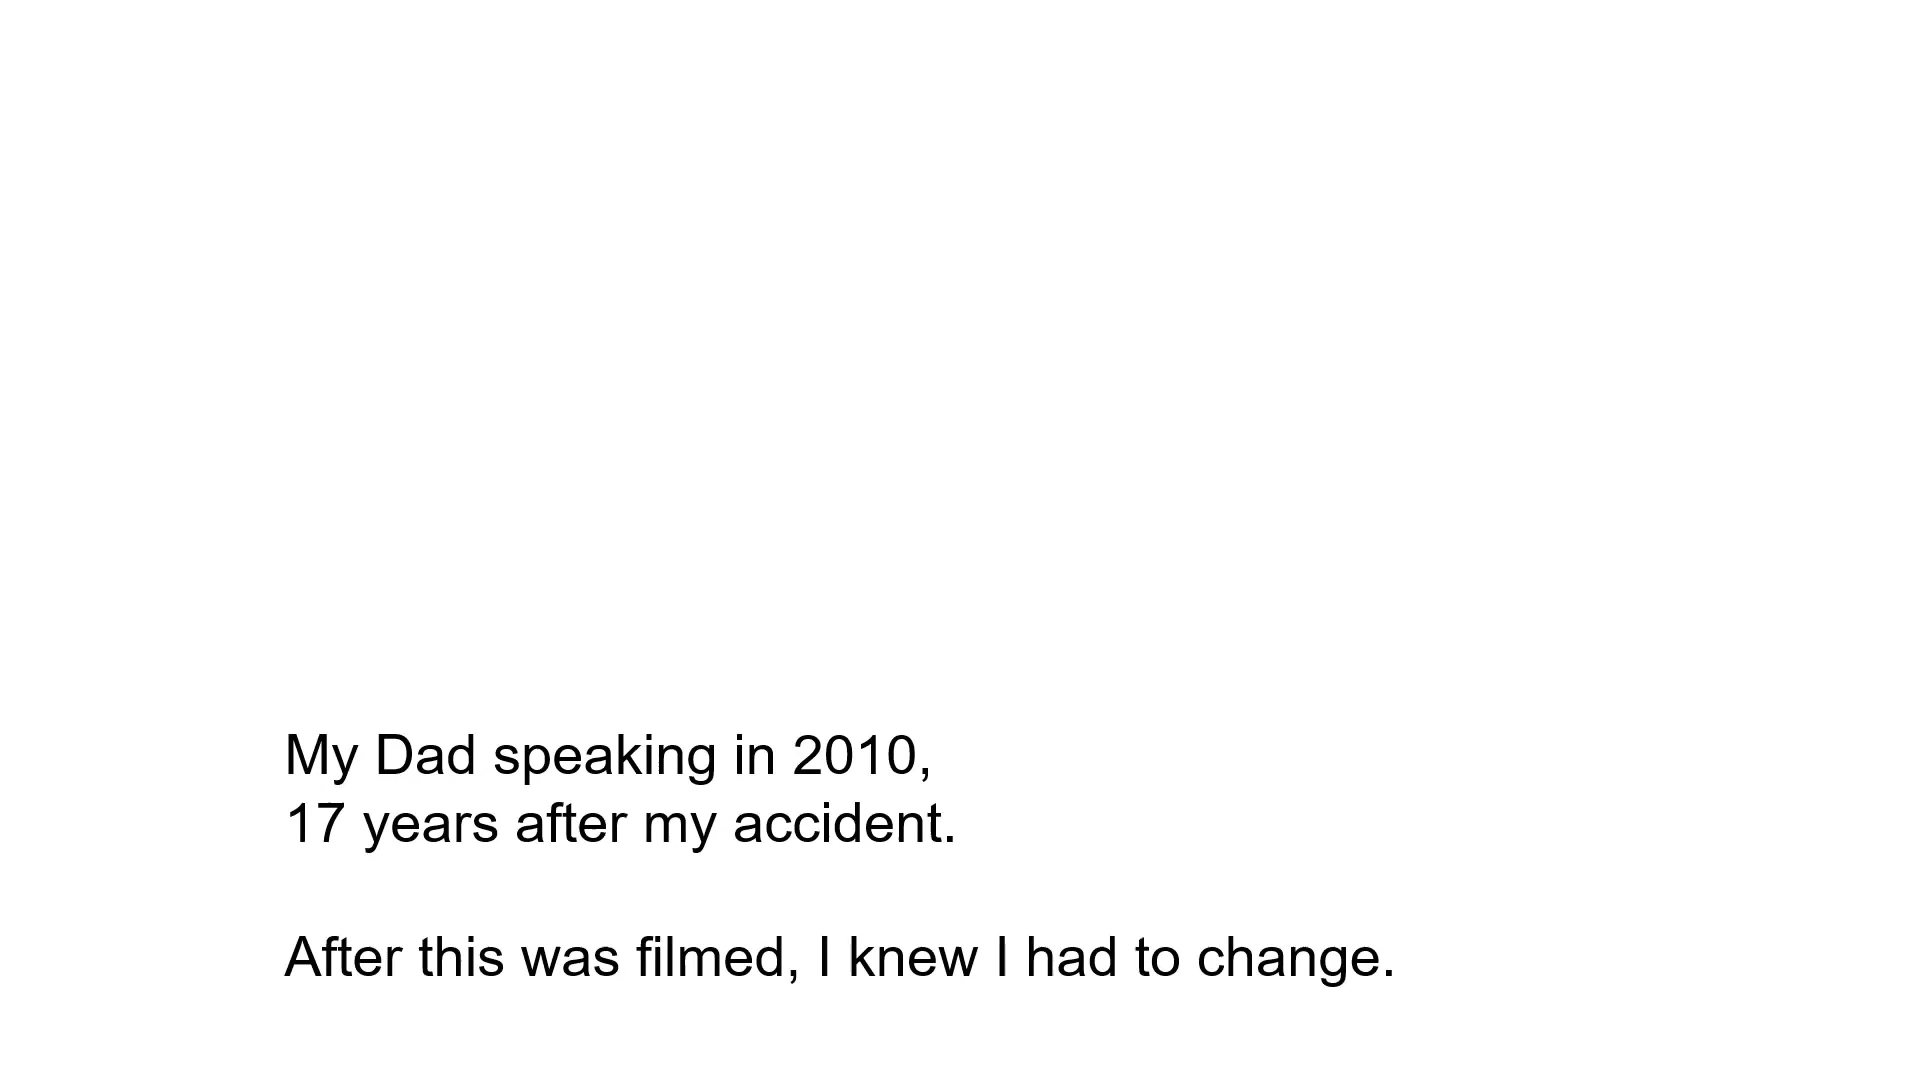 My Dad speaking in 2010,
17 years after my accident.
After this was filmed, I knew I had to change.